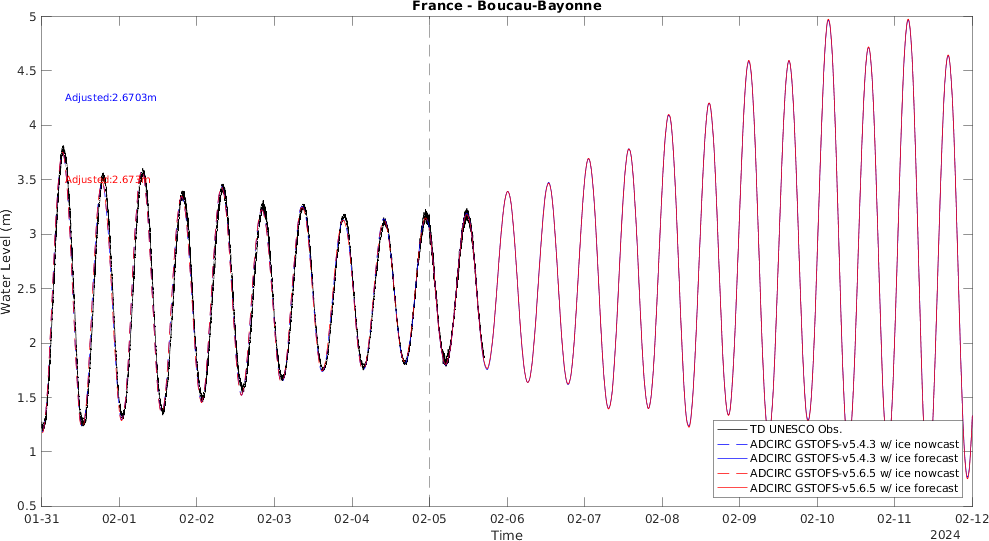 France - Boucau-Bayonne
5
4.5
4
3.5
3
2.5
2
1.5
1
0.5
Water Level (m)
Adjusted:2.6703m
Adjusted:2.673m
TD UNESCO Obs.
ADCIRC GSTOFS-v5.4.3 w/ ice nowcast
ADCIRC GSTOFS-v5.4.3 w/ ice forecast
ADCIRC GSTOFS-v5.6.5 w/ ice nowcast
ADCIRC GSTOFS-v5.6.5 w/ ice forecast
01-31 02-01 02-02 02-03 02-04 02-05 02-06 02-07 02-08 02-09 02-10 02-11 02-12
Time
2024